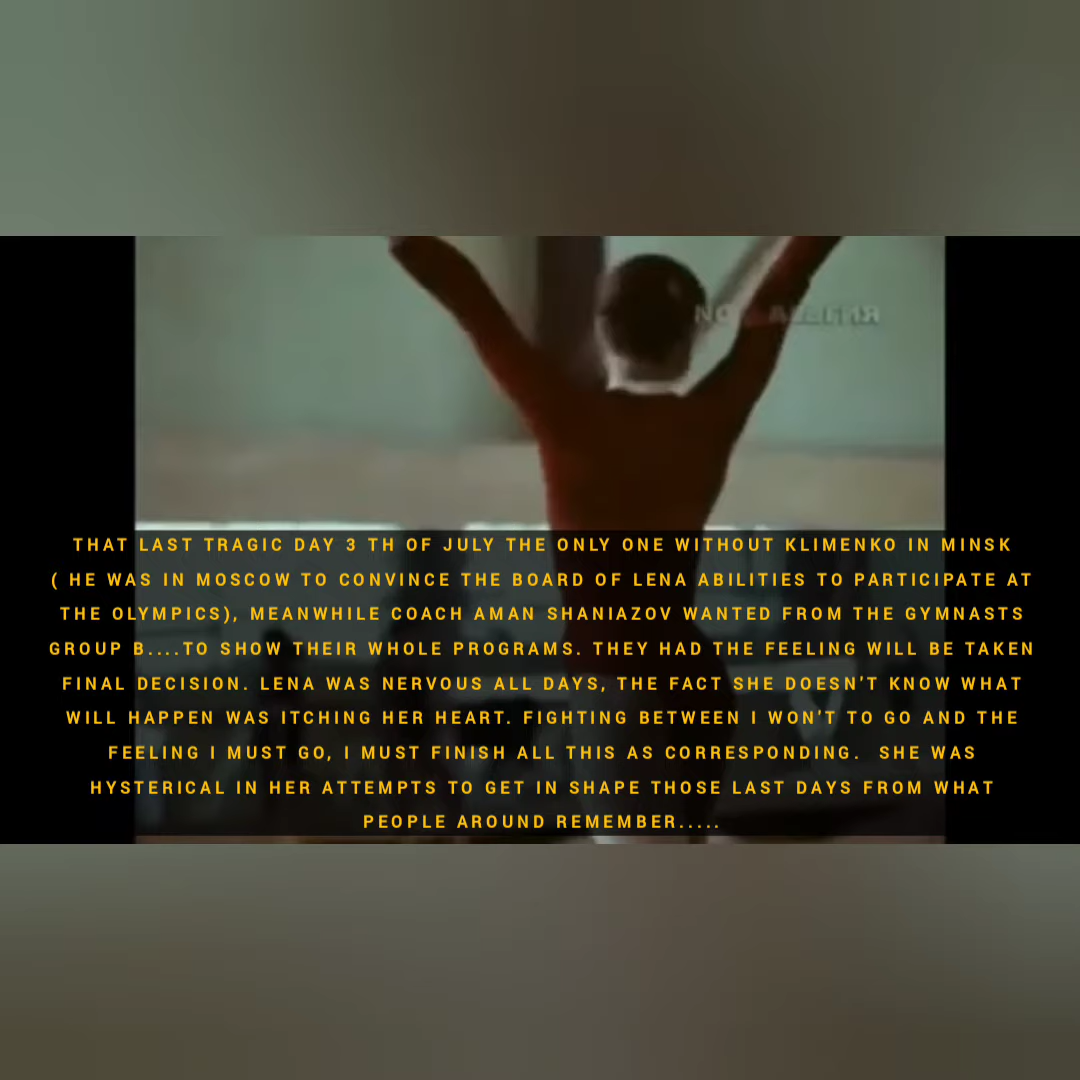 THAT LAST TRAGIC DAY 3 TH OF JULY THE ONLY ONE WITHOUT KLIMENKO IN MINSK
( HE WAS IN MOSCOW TO CONVINCE THE BOARD OF LENA ABILITIES TO PARTICIPATE AT
THE OLYMPICS), MEANWHILE COACH AMAN SHANIAZOV WANTED FROM THE GYMNASTS
GROUP B....TO SHOW THEIR WHOLE PROGRAMS. THEY HAD THE FEELING WILL BE TAKEN
FINAL DECISION. LENA WAS NERVOUS ALL DAYS, THE FACT SHE DOESN'T KNOW WHAT
WILL HAPPEN WAS ITCHING HER HEART. FIGHTING BETWEEN I WON'T TO GO AND THE
FEELING I MUST GO, I MUST FINISH ALL THIS AS CORRESPONDING. SHE WAS
HYSTERICAL IN HER ATTEMPTS TO GET IN SHAPE THOSE LAST DAYS FROM WHAT
PEOPLE AROUND REMEMBER.....